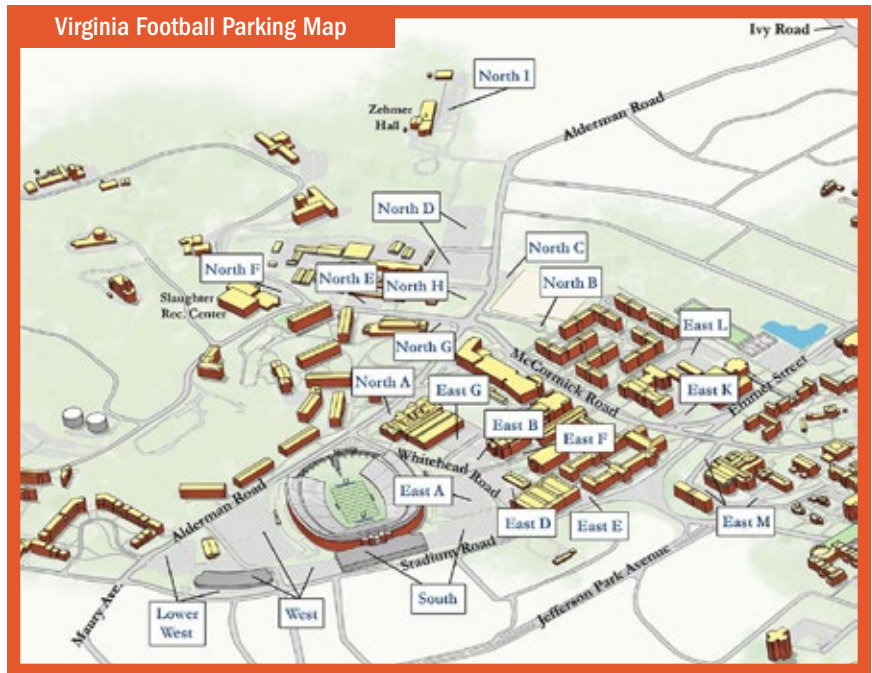 Virginia Football Parking Map
Ivy Road
North I
Zehmer
Hall
Alderman Road
North D
North C
North F
North E
North H
North B
Slaughter
Rec. Center
East L
North G
McCormick Road
Emmet Street
North A
East G
East K
East B
East F
Whitehead Road
East A
Alderman Road
East D
East E
East M
Stadium Road
Jefferson Park Avenue
Maury Ave.
Lower
West
West
South